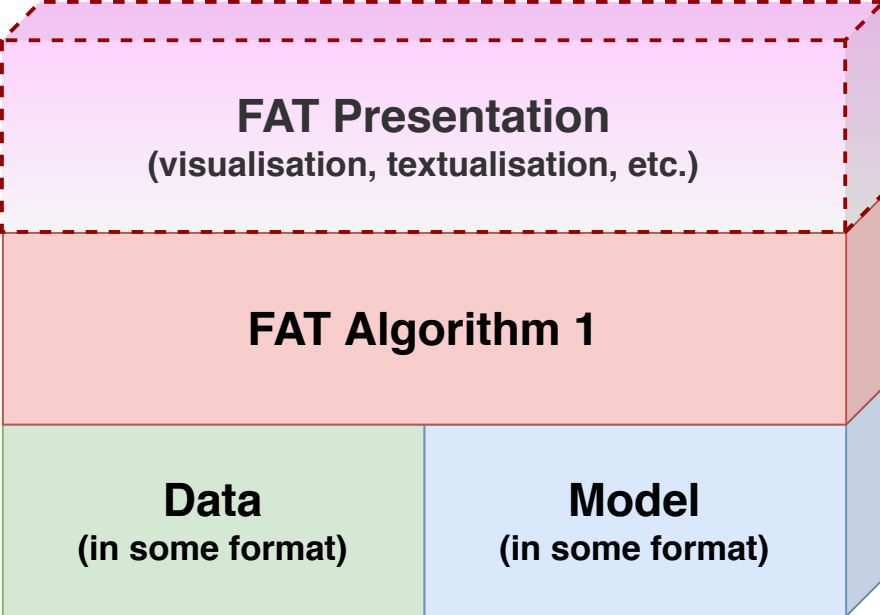 FAT Presentation
(visualisation, textualisation, etc.)
FAT Algorithm 1
Data
(in some format)
Model
(in some format)